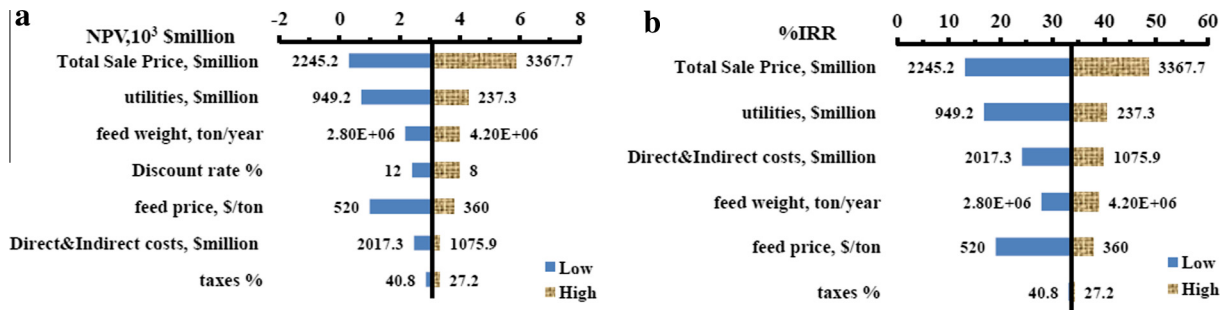 a
-2 0 2 4 6 8
NPV,10³ $million
Total Sale Price, $million 2245.2 3367.7
utilities, $million 949.2 237.3
feed weight, ton/year 2.80E+06 4.20E+06
Discount rate % 12 8
feed price, $/ton 520 360
Direct&Indirect costs, $million 2017.3 1075.9
taxes % 40.8 27.2
Low
High
b
0 10 20 30 40 50 60
%IRR
Total Sale Price, $million 2245.2 3367.7
utilities, $million 949.2 237.3
Direct&Indirect costs, $million 2017.3 1075.9
feed weight, ton/year 2.80E+06 4.20E+06
feed price, $/ton 520 360
taxes % 40.8 27.2
Low
High